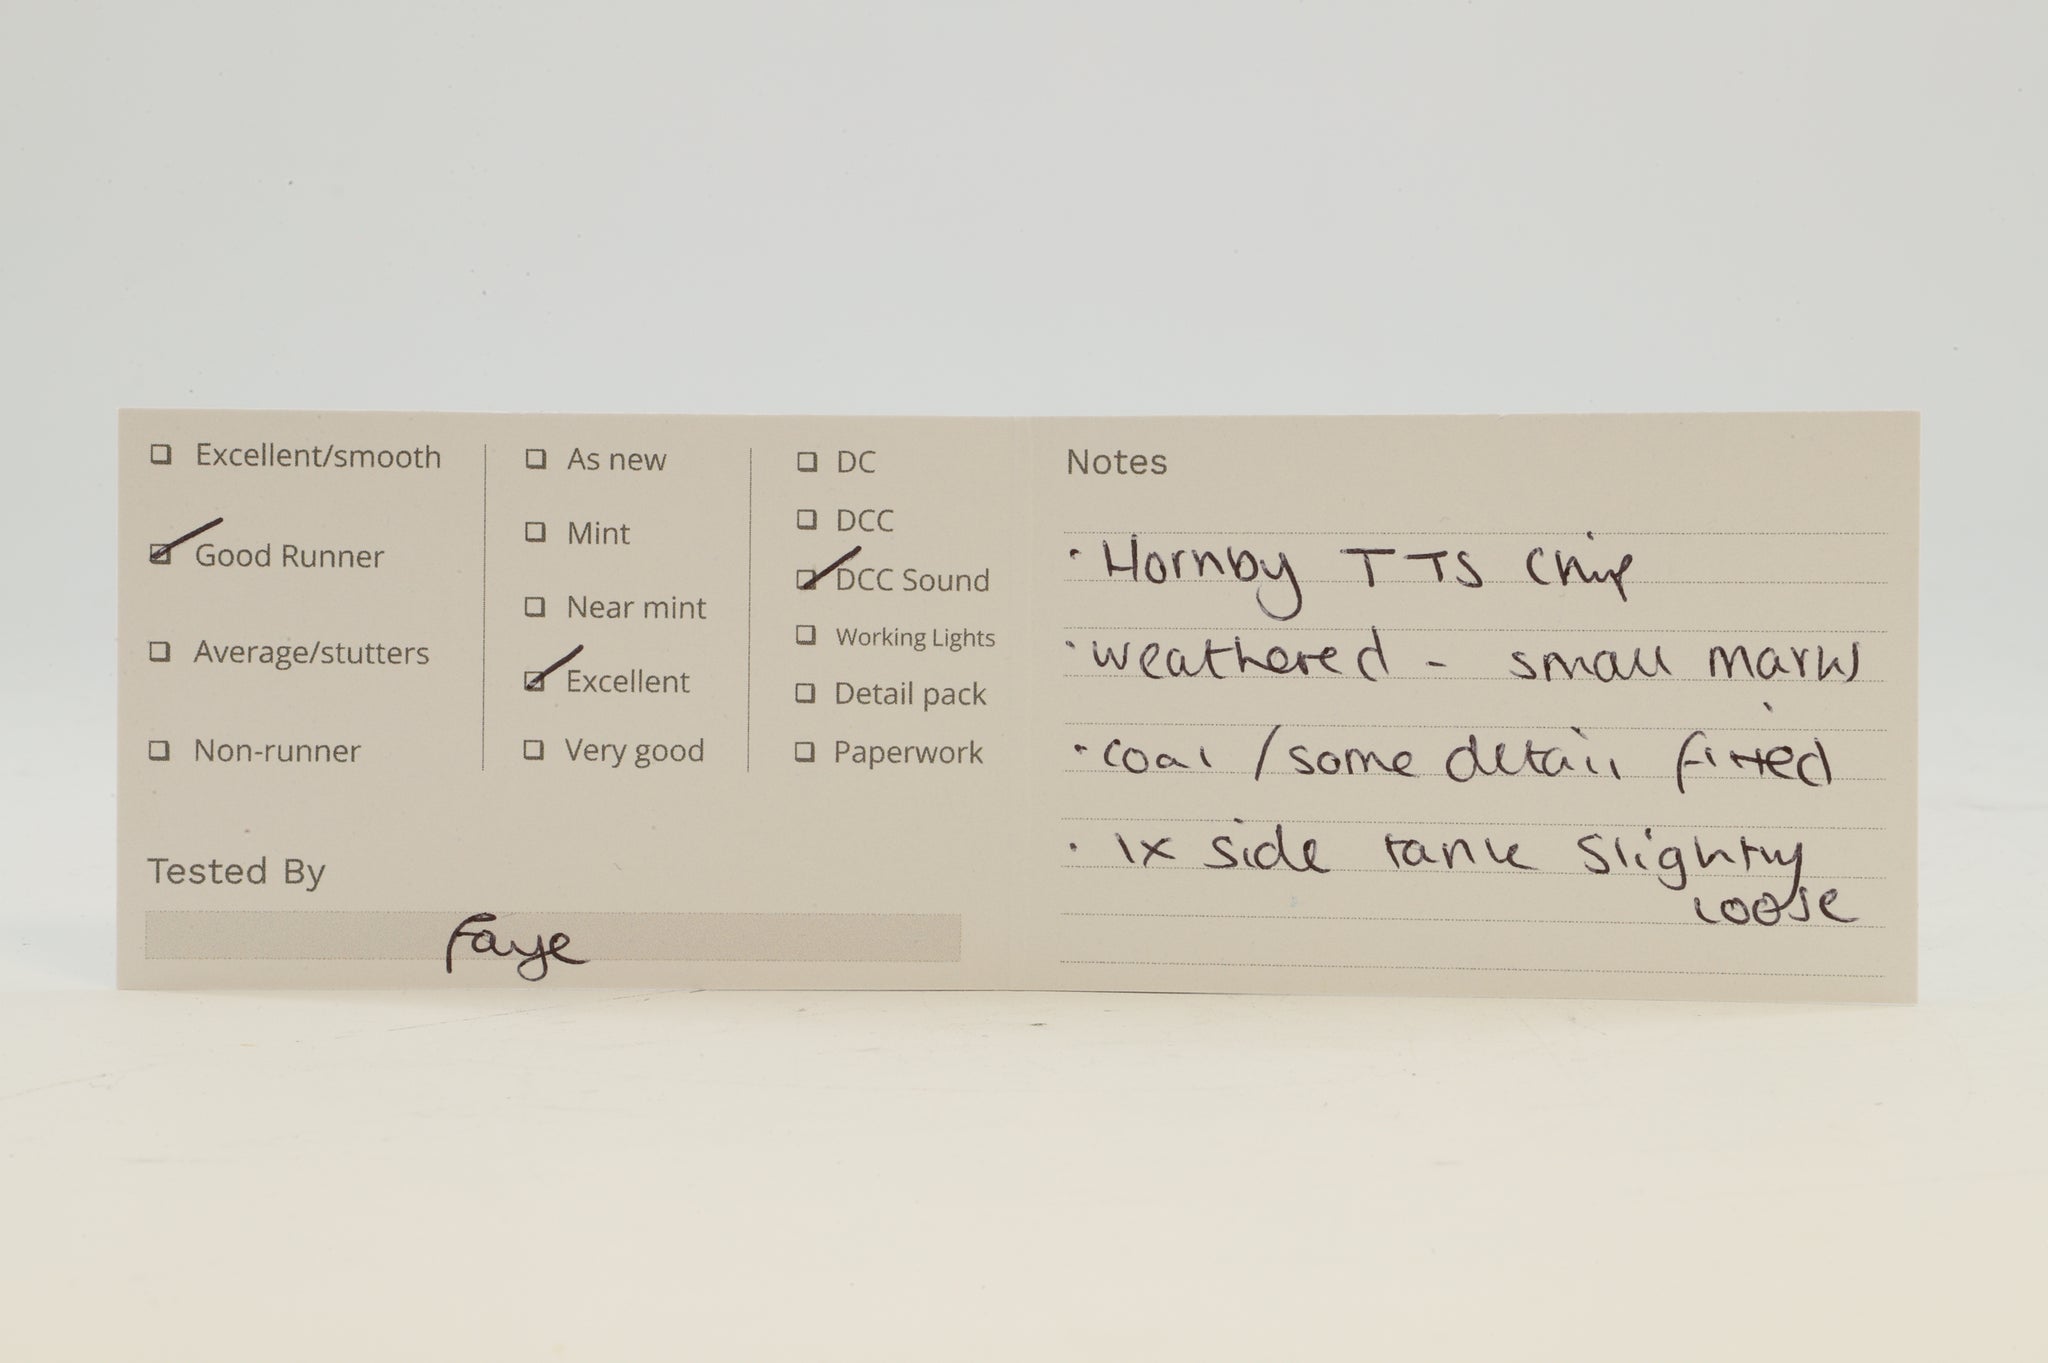 Excellent/smooth
Good Runner
Average/stutters
Non-runner
As new
Mint
Near mint
Excellent
Very good
DC
DCC
DCC Sound
Working Lights
Detail pack
Paperwork
Tested By
Faye
Notes
· Hornby TTS Chip
· weathered - small marks
· coal / some detail fitted
· 1x side tank slightly
loose